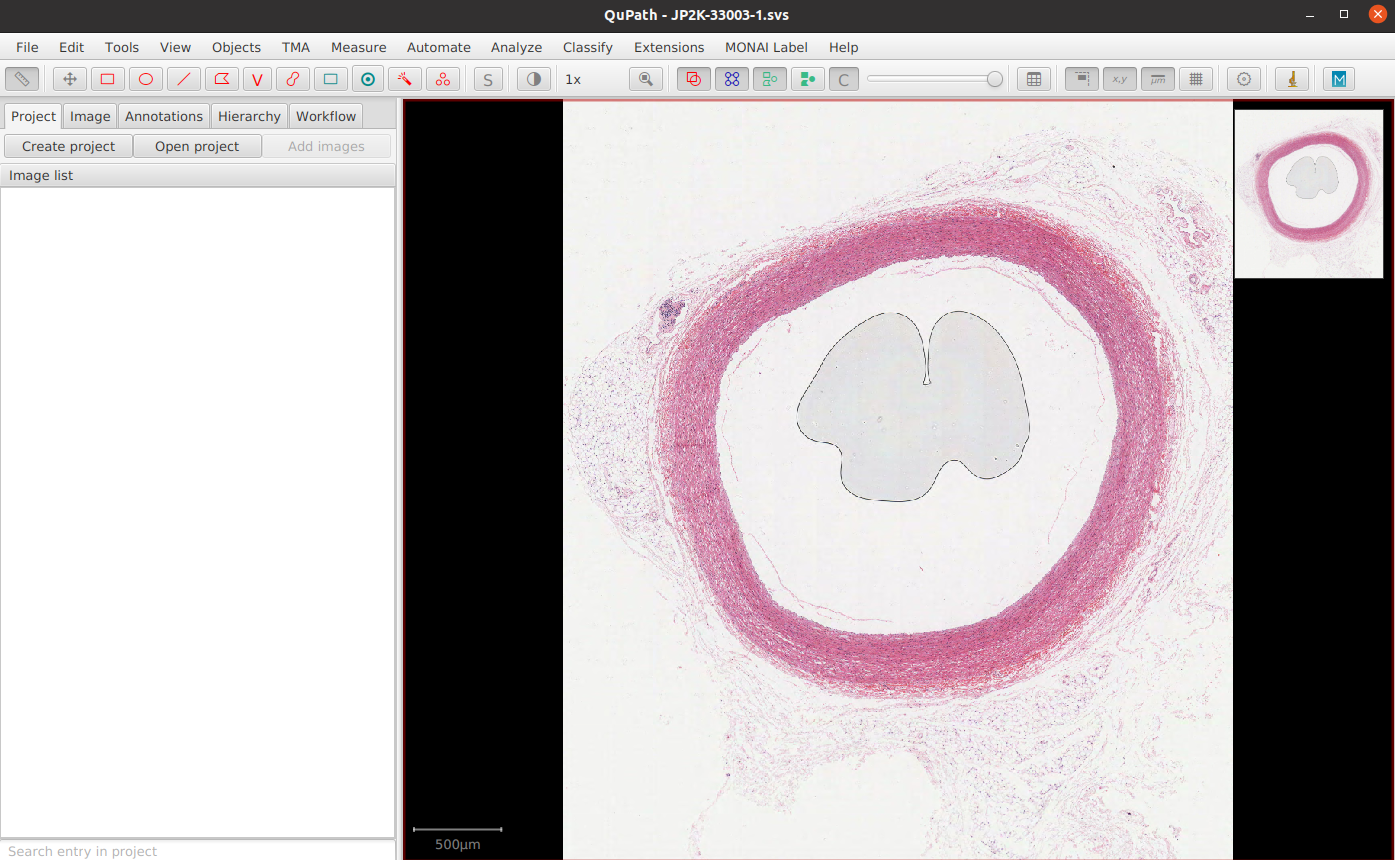 QuPath - JP2K-33003-1.svs
File Edit Tools View Objects TMA Measure Automate Analyze Classify Extensions MONAI Label Help
V S 1x C x,y μm M
Project Image Annotations Hierarchy Workflow
Create project Open project Add images
Image list
500μm
Search entry in project